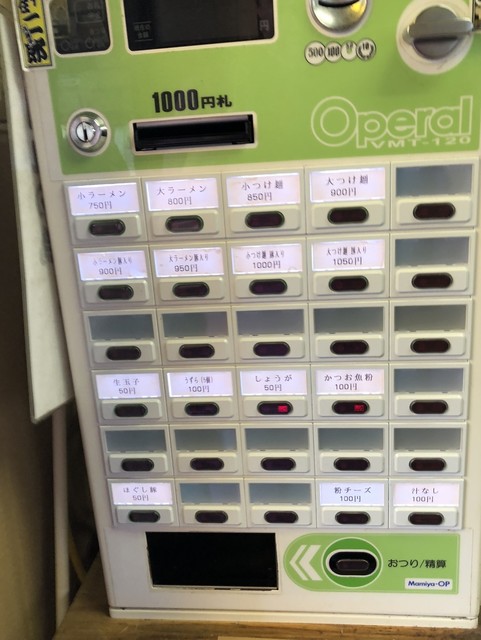 500 100 50 10
1000円札
Operal
VMT-120
小ラーメン
750円
大ラーメン
800円
小つけ麺
850円
大つけ麺
900円
小ラーメン豚入り
900円
大ラーメン豚入り
950円
小つけ麺 豚入り
1000円
大つけ麺 豚入り
1050円
生玉子
50円
100円
しょうが
50円
かつお魚粉
100円
ほぐし豚
50円
粉チーズ
100円
汁なし
100円
おつり/精算
Mamiya-OP